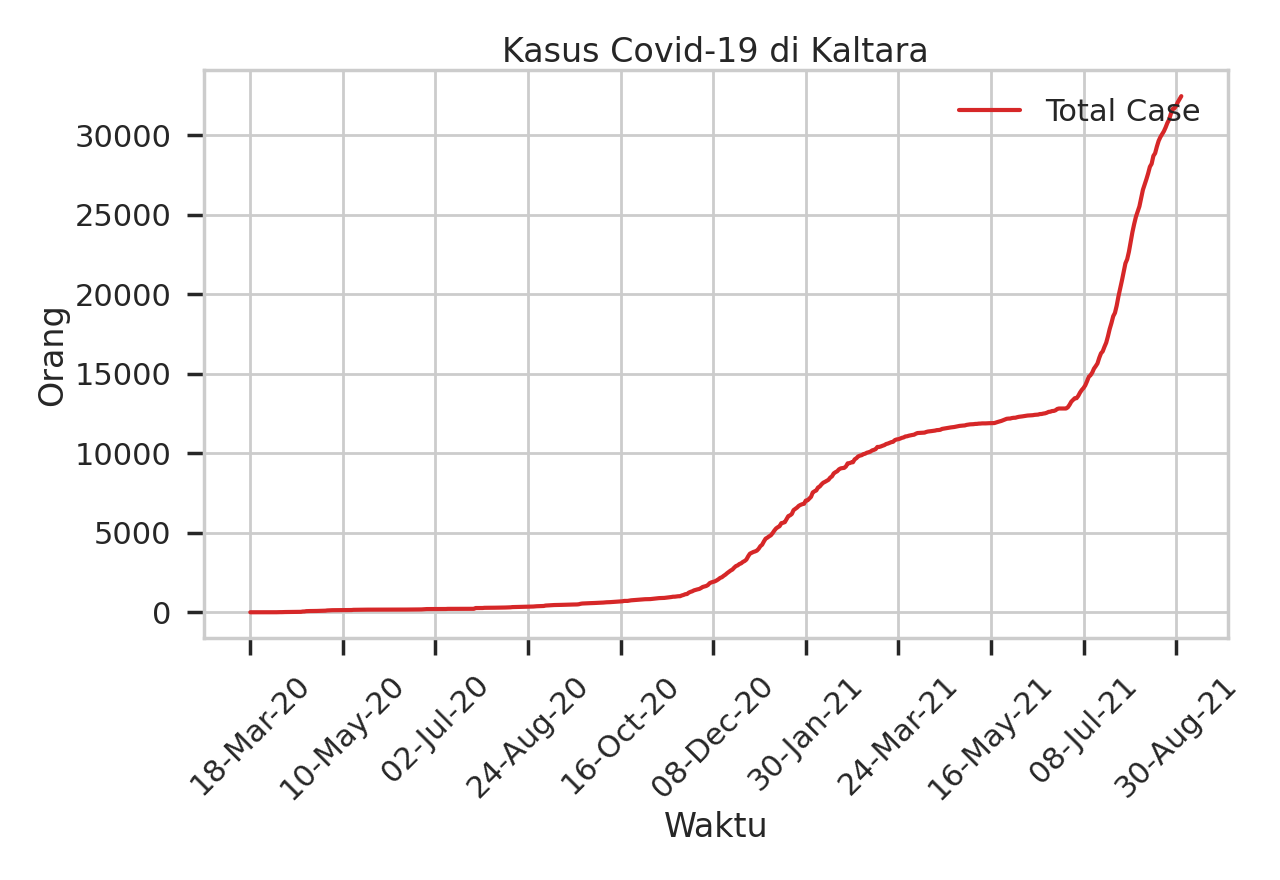 Kasus Covid-19 di Kaltara
Total Case
30000
25000
20000
15000
10000
5000
0
Orang
18-Mar-20
10-May-20
02-Jul-20
24-Aug-20
16-Oct-20
08-Dec-20
30-Jan-21
24-Mar-21
16-May-21
08-Jul-21
30-Aug-21
Waktu